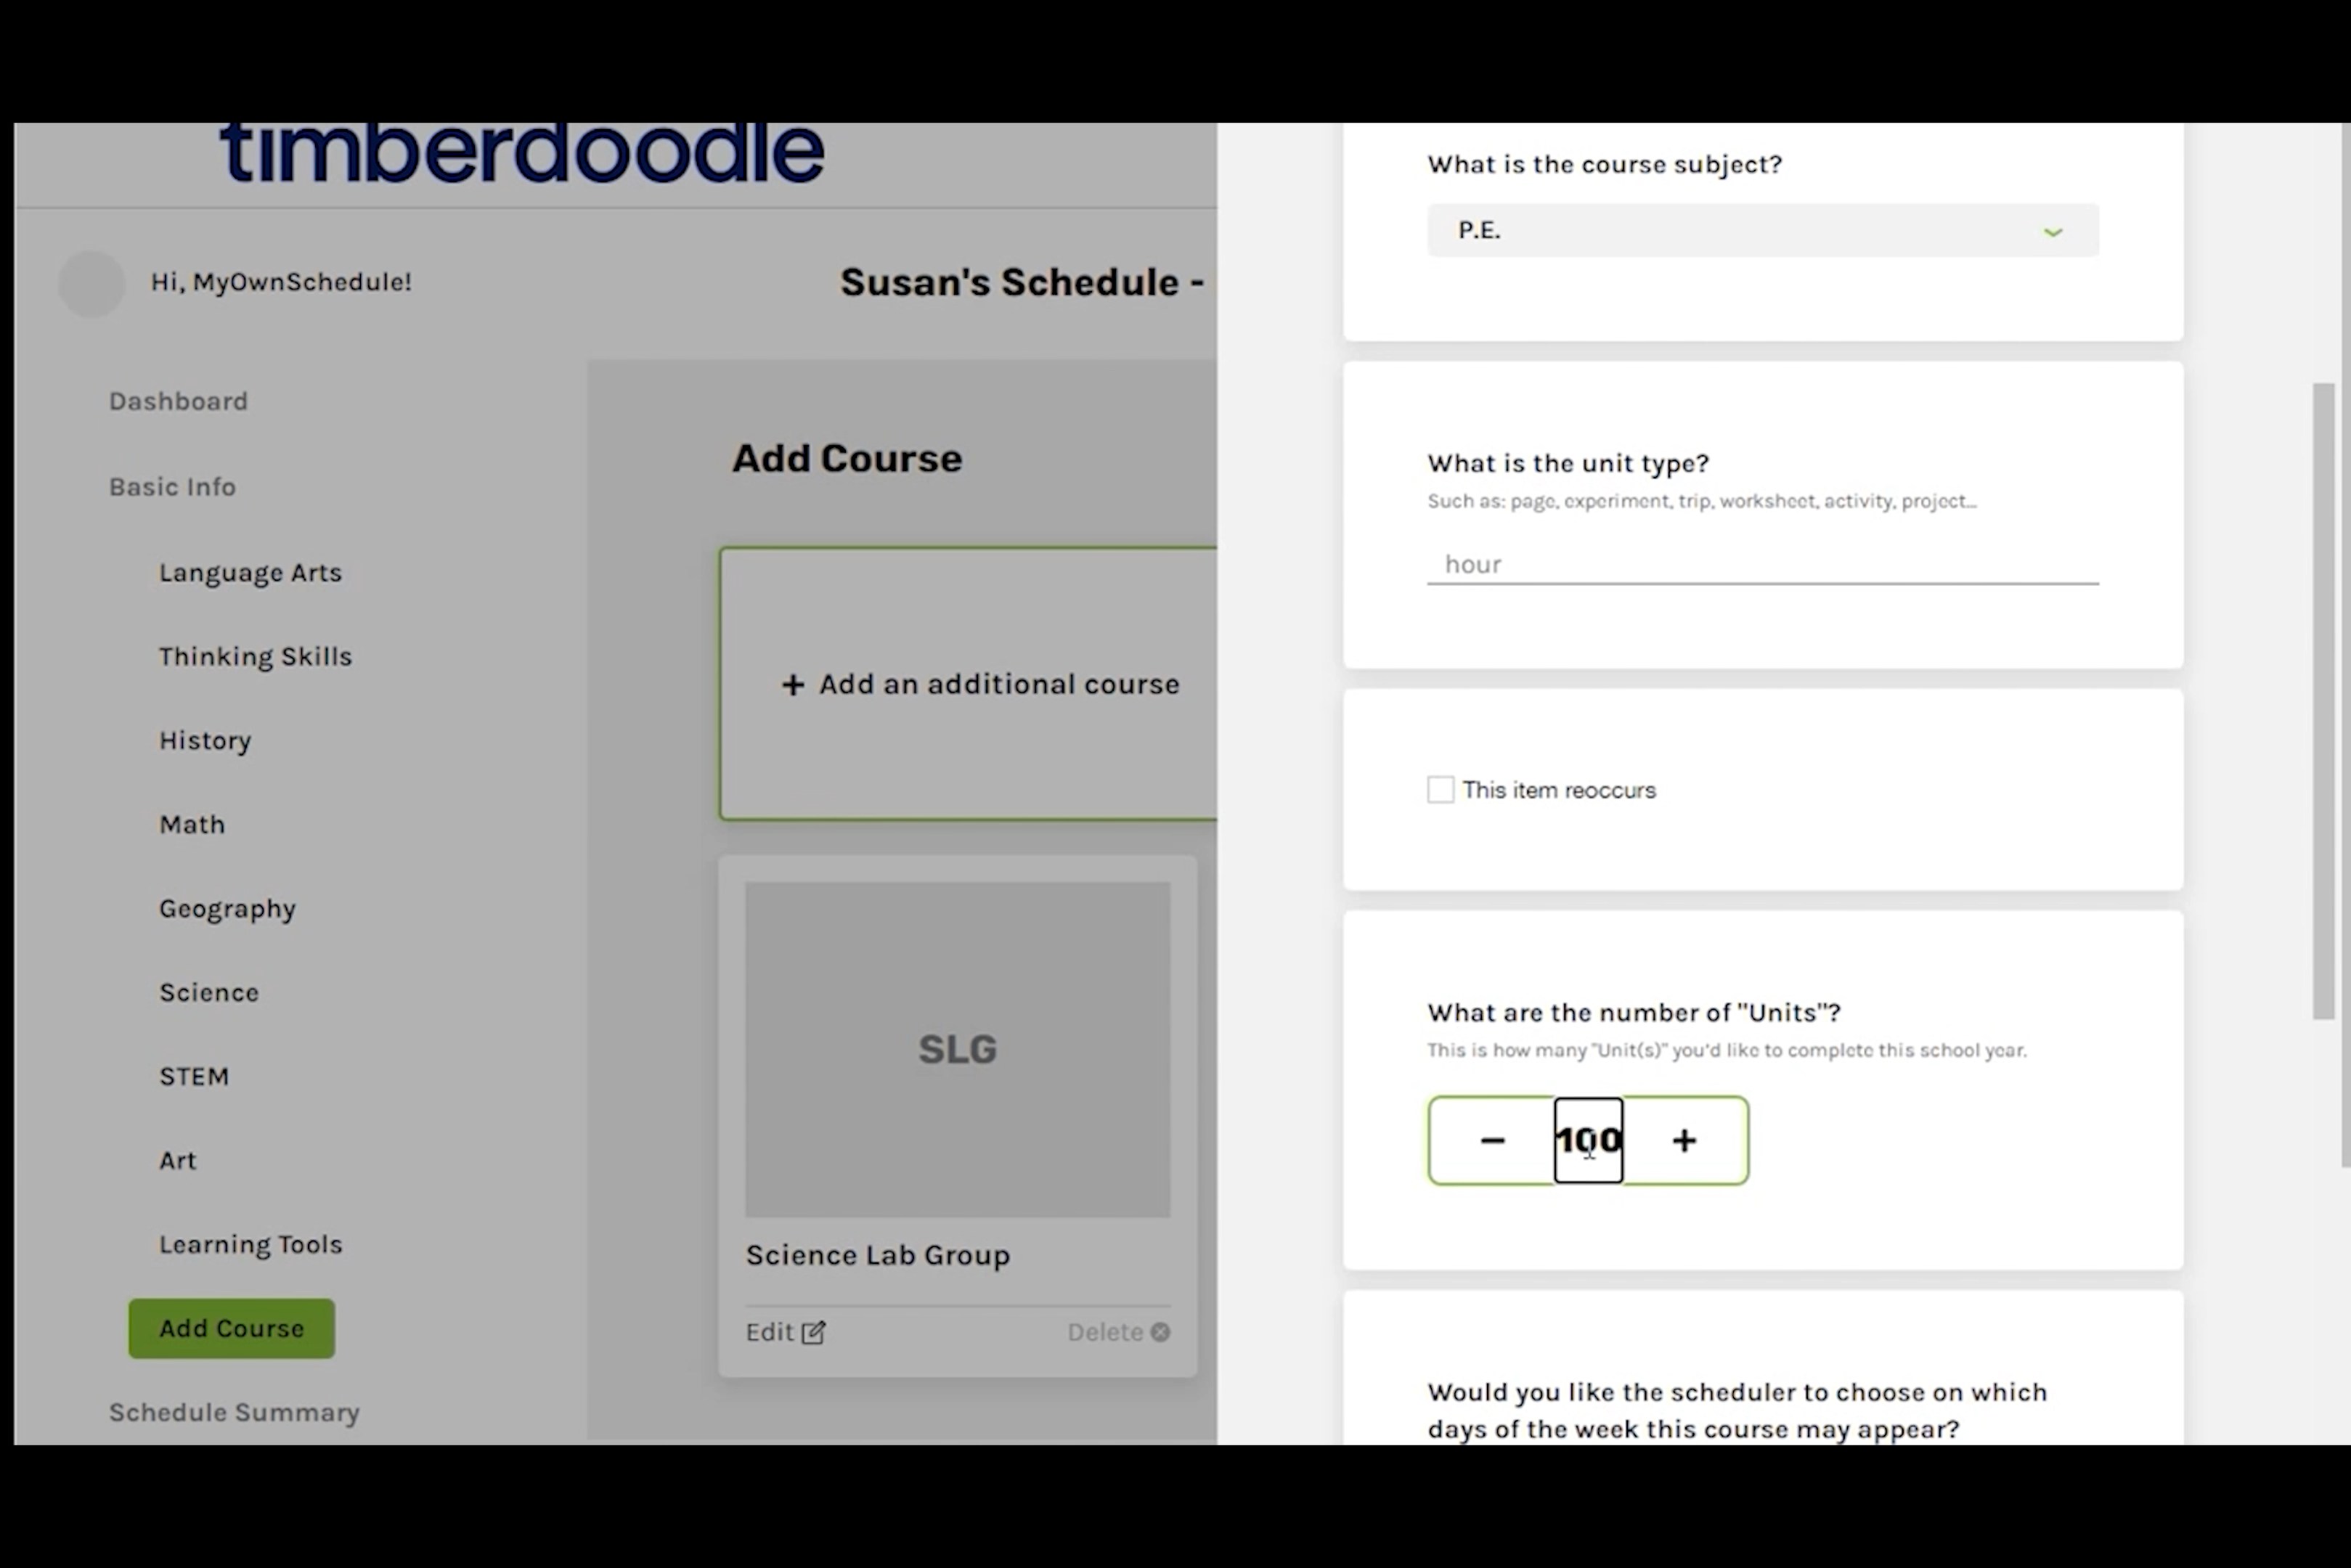 timberdoodle
Hi, MyOwnSchedule!
Susan's Schedule -
Dashboard
Basic Info
Language Arts
Thinking Skills
History
Math
Geography
Science
STEM
Art
Learning Tools
Add Course
Schedule Summary
Add Course
+ Add an additional course
SLG
Science Lab Group
Edit
Delete
What is the course subject?
P.E.
What is the unit type?
Such as: page, experiment, trip, worksheet, activity, project...
hour
This item reoccurs
What are the number of "Units"?
This is how many "Unit(s)" you'd like to complete this school year.
− 100 +
Would you like the scheduler to choose on which
days of the week this course may appear?